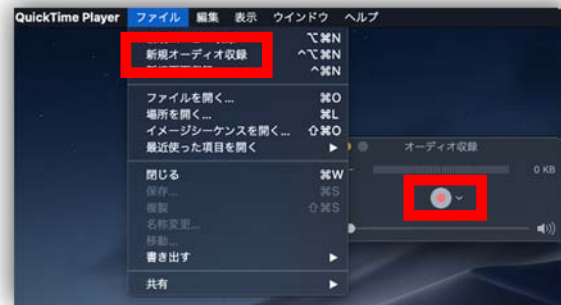 QuickTime Player ファイル 編集 表示 ウインドウ ヘルプ
⌥⌘N
新規オーディオ収録 ^⌥⌘N
^⌘N
ファイルを開く... ⌘O
場所を開く... ⌘L
イメージシーケンスを開く... ⇧⌘O
最近使った項目を開く
オーディオ収録
閉じる ⌘W
0 KB
保存... ⌘S
複製 ⇧⌘S
名称変更...
移動...
書き出す
共有